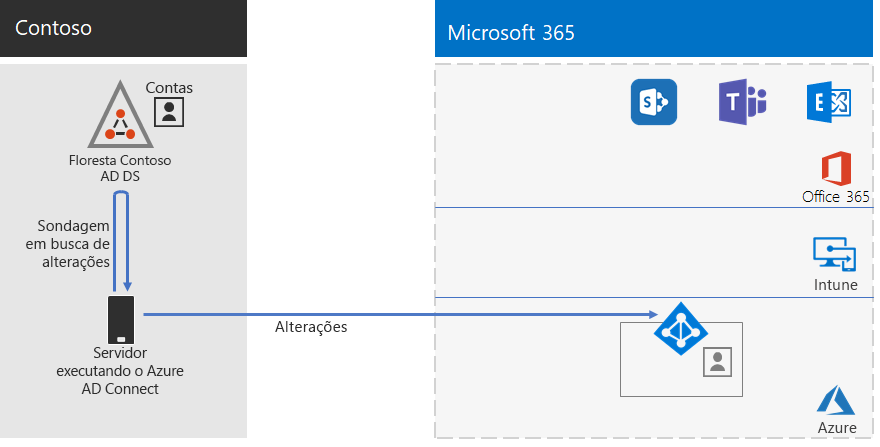 Contoso
Microsoft 365
Contas
Floresta Contoso
AD DS
Sondagem
em busca de
alterações
Servidor
executando o Azure
AD Connect
Alterações
S
T
E
Office 365
Intune
Azure